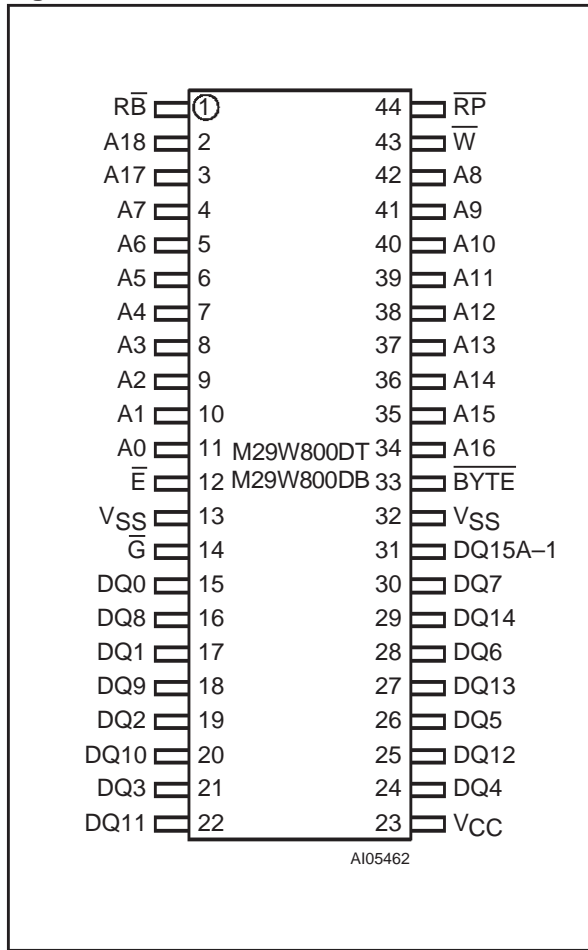 RB̅ 1 44 R̅P̅
A18 2 43 W̅
A17 3 42 A8
A7 4 41 A9
A6 5 40 A10
A5 6 39 A11
A4 7 38 A12
A3 8 37 A13
A2 9 36 A14
A1 10 35 A15
A0 11 M29W800DT 34 A16
E̅ 12 M29W800DB 33 B̅Y̅T̅E̅
VSS 13 32 VSS
G̅ 14 31 DQ15A–1
DQ0 15 30 DQ7
DQ8 16 29 DQ14
DQ1 17 28 DQ6
DQ9 18 27 DQ13
DQ2 19 26 DQ5
DQ10 20 25 DQ12
DQ3 21 24 DQ4
DQ11 22 23 VCC
AI05462